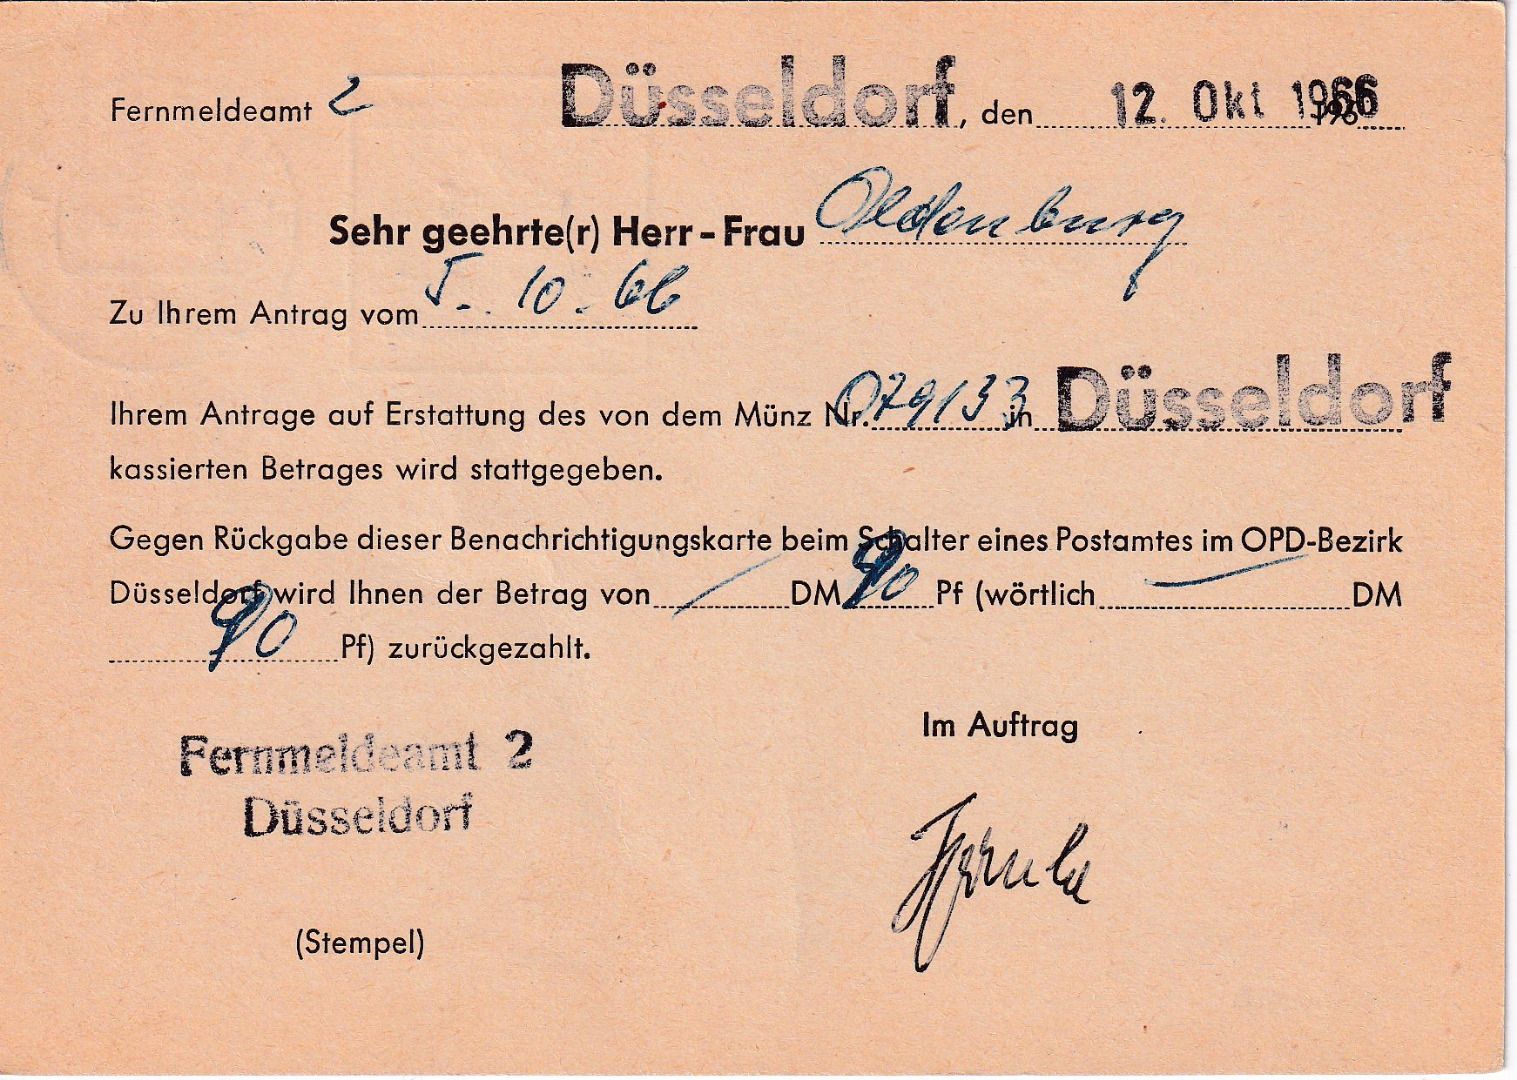 Fernmeldeamt 2 Düsseldorf, den 12. Okt 1966 196
Sehr geehrte(r) Herr-Frau Oldenburg
Zu Ihrem Antrag vom 5. 10. 66
Ihrem Antrage auf Erstattung des von dem Münz Nr. 079133 in Düsseldorf
kassierten Betrages wird stattgegeben.
Gegen Rückgabe dieser Benachrichtigungskarte beim Schalter eines Postamtes im OPD-Bezirk
Düsseldorf wird Ihnen der Betrag von / DM 90 Pf (wörtlich — DM
90 Pf) zurückgezahlt.
Im Auftrag
Fernmeldeamt 2
Düsseldorf
(Stempel)